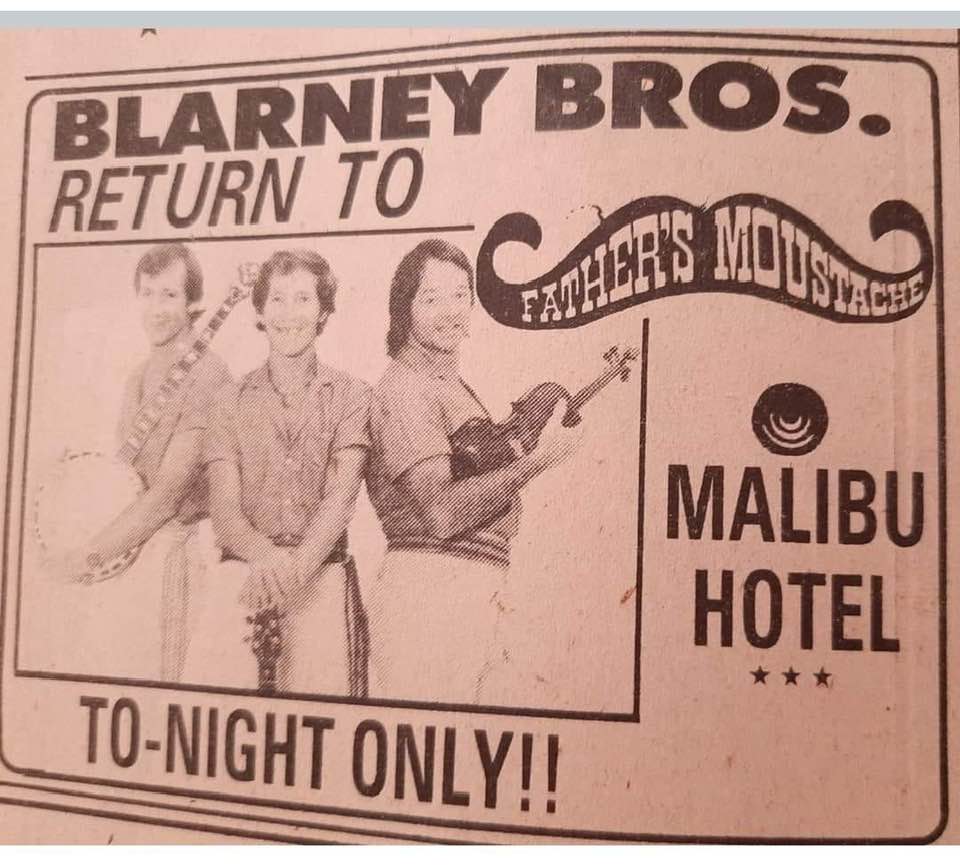 BLARNEY BROS.
RETURN TO
FATHER'S MOUSTACHE
MALIBU
HOTEL
TO-NIGHT ONLY!!